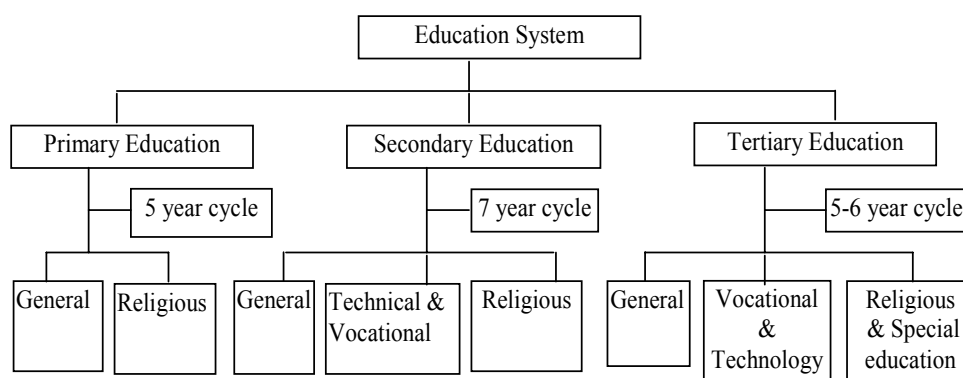 Education System
Primary Education
Secondary Education
Tertiary Education
5 year cycle
7 year cycle
5-6 year cycle
General
Religious
General
Technical &
Vocational
Religious
General
Vocational
&
Technology
Religious
& Special
education